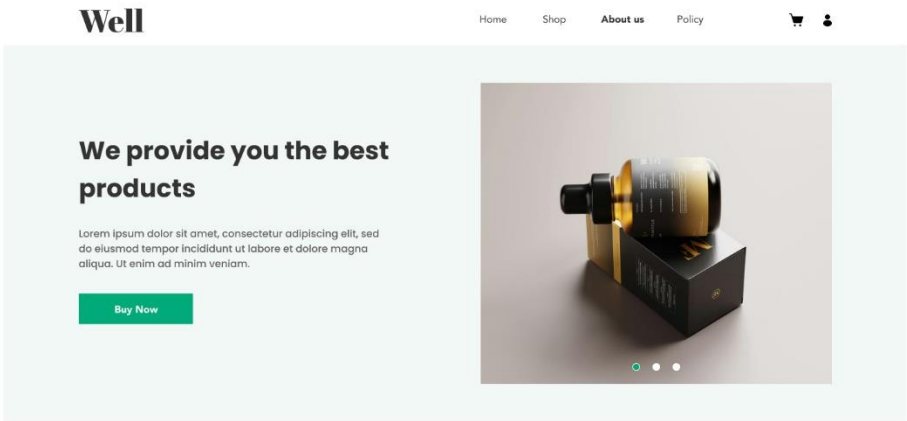 Well
Home Shop About us Policy
We provide you the best
products
Lorem ipsum dolor sit amet, consectetur adipiscing elit, sed
do eiusmod tempor incididunt ut labore et dolore magna
aliqua. Ut enim ad minim veniam.
Buy Now